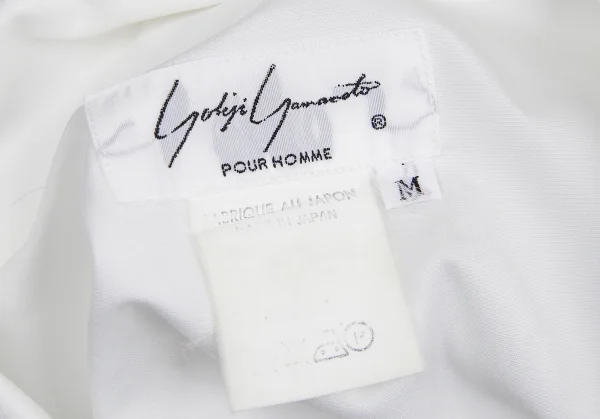 Yohji Yamamoto ®
POUR HOMME
M
FABRIQUE AU JAPON
MADE IN JAPAN